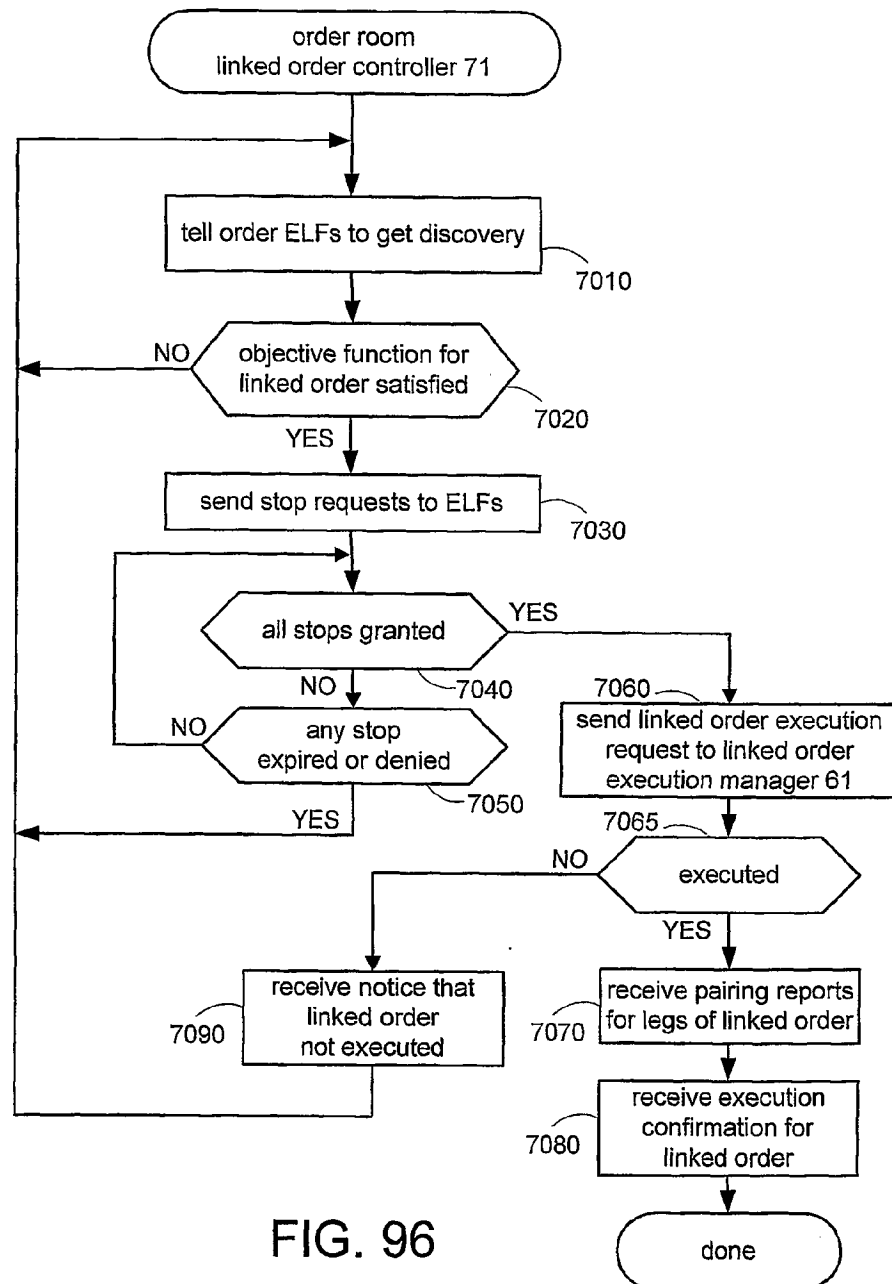 order room
linked order controller 71
tell order ELFs to get discovery
7010
NO
objective function for
linked order satisfied
7020
YES
send stop requests to ELFs
7030
all stops granted
YES
7040
NO
NO
any stop
expired or denied
7050
YES
7060
send linked order execution
request to linked order
execution manager 61
7065
NO
executed
YES
receive notice that
linked order
not executed
7090
receive pairing reports
for legs of linked order
7070
receive execution
confirmation for
linked order
7080
done
FIG. 96